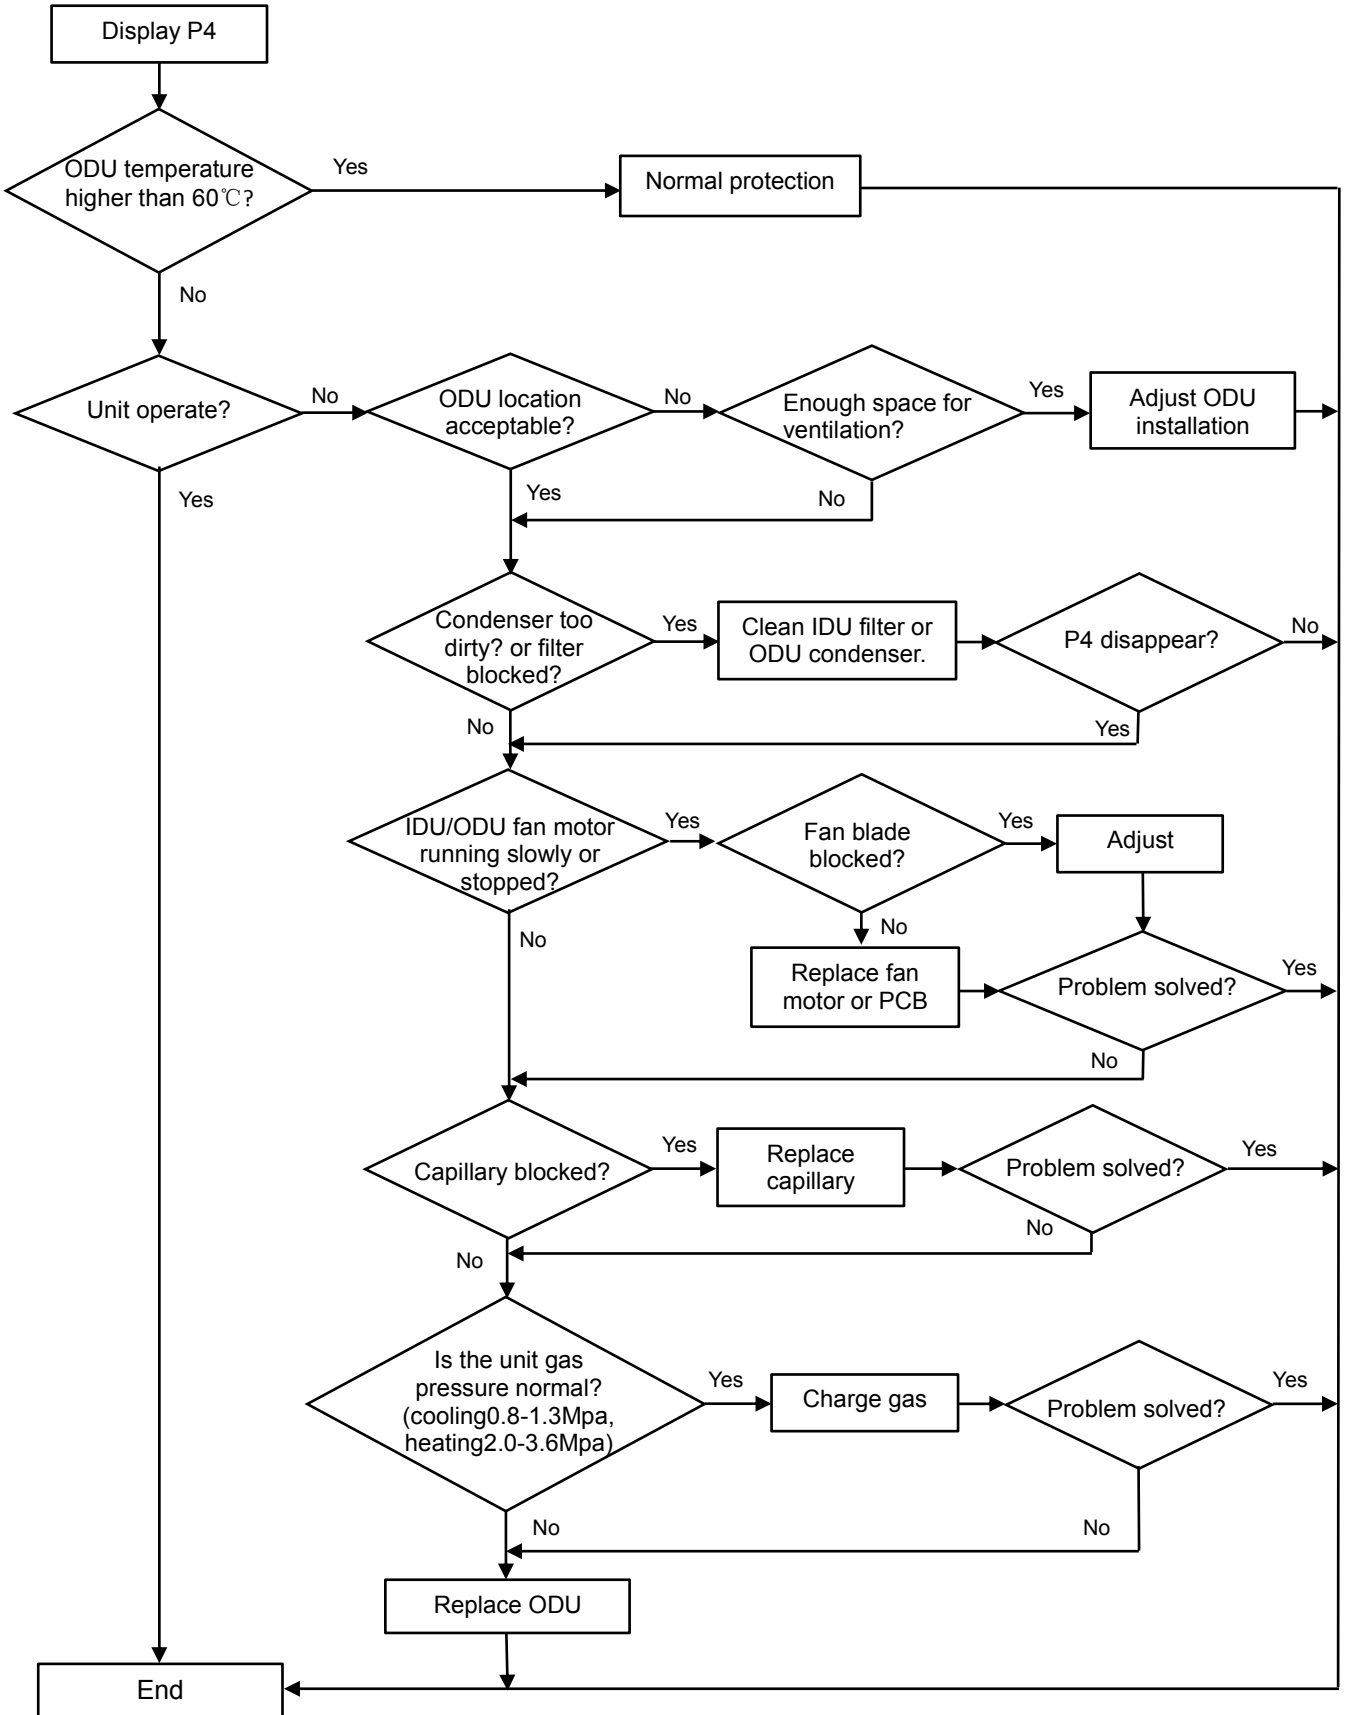 Display P4
ODU temperature
higher than 60℃?
Yes
Normal protection
No
Unit operate?
No
ODU location
acceptable?
No
Enough space for
ventilation?
Yes
Adjust ODU
installation
Yes
Yes
No
Condenser too
dirty? or filter
blocked?
Yes
Clean IDU filter or
ODU condenser.
P4 disappear?
No
No
Yes
IDU/ODU fan motor
running slowly or
stopped?
Yes
Fan blade
blocked?
Yes
Adjust
No
No
Replace fan
motor or PCB
Problem solved?
Yes
No
Capillary blocked?
Yes
Replace
capillary
Problem solved?
Yes
No
No
Is the unit gas
pressure normal?
(cooling0.8-1.3Mpa,
heating2.0-3.6Mpa)
Yes
Charge gas
Problem solved?
Yes
No
No
Replace ODU
End